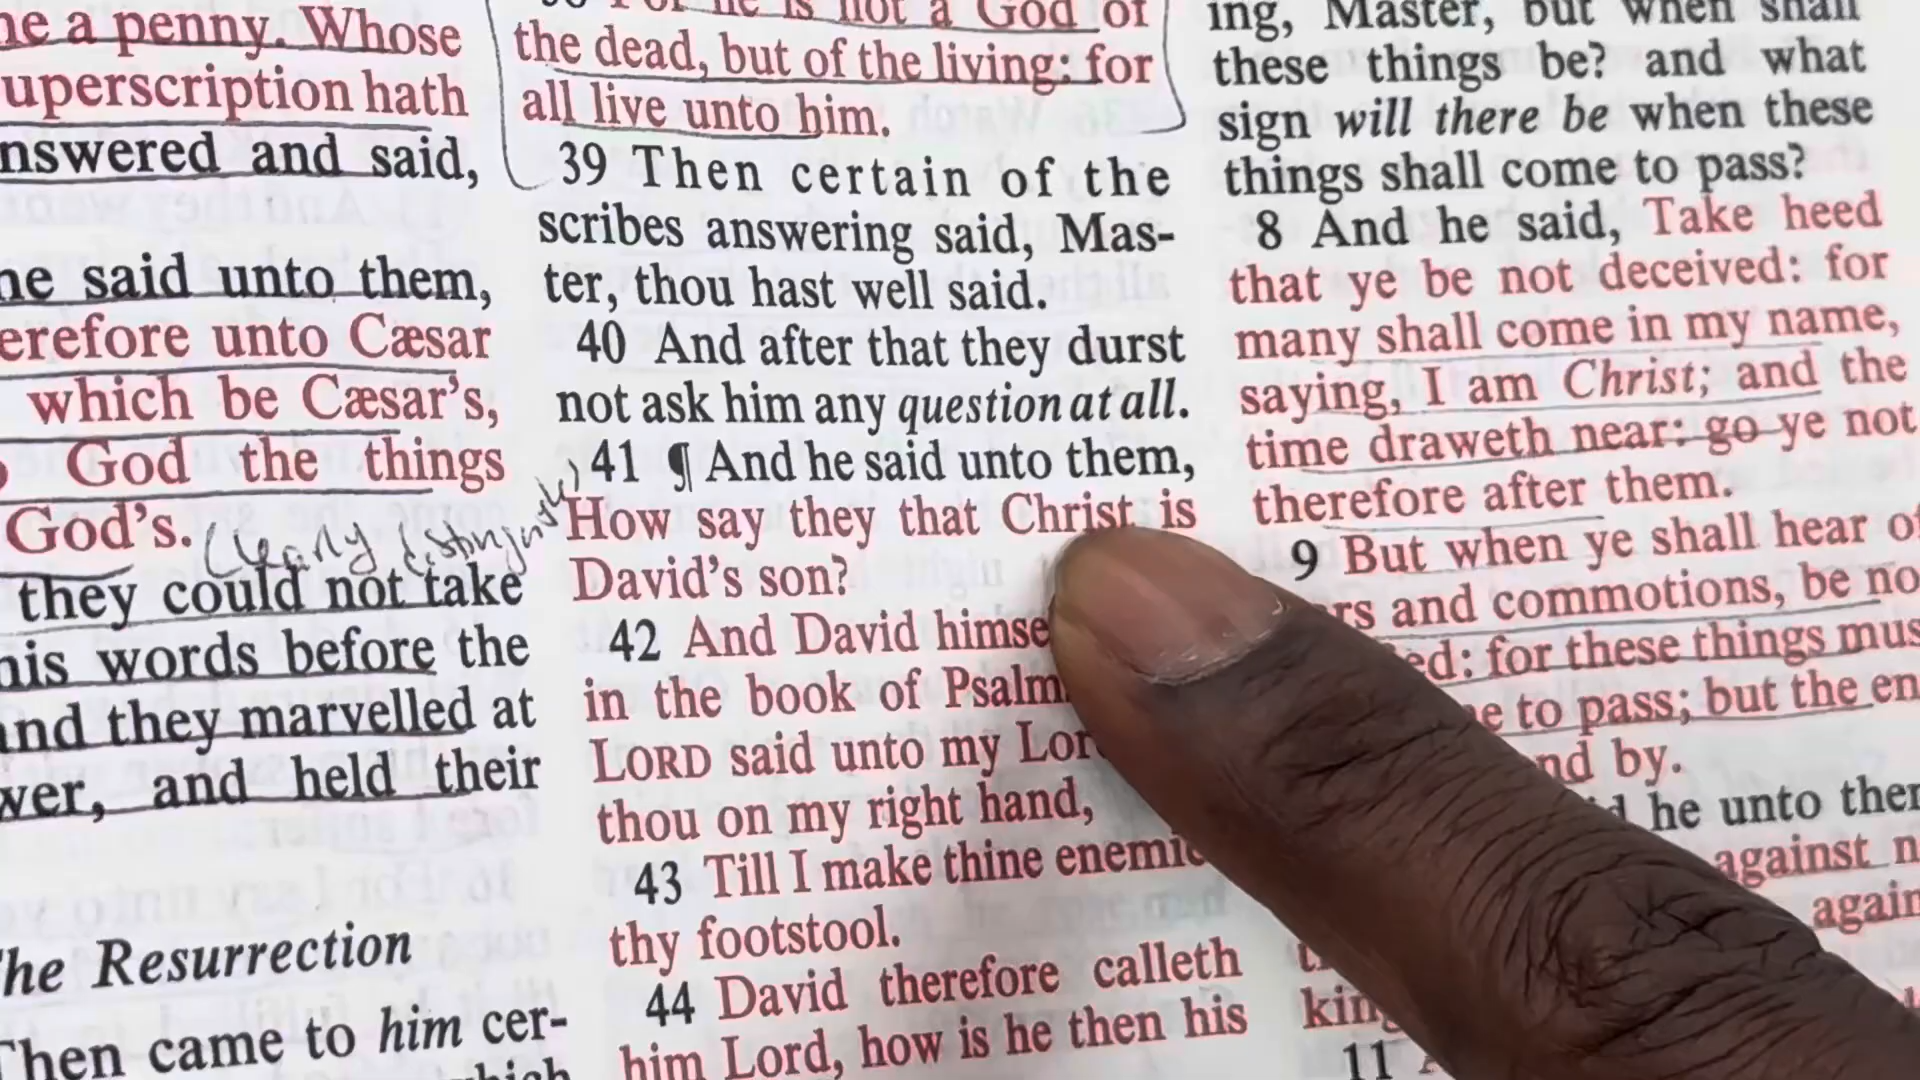 me a penny. Whose
uperscription hath
nswered and said,
he said unto them,
erefore unto Cæsar
which be Cæsar's,
God the things
God's. (Clearly
they could not take
his words before the
and they marvelled at
wer, and held their
The Resurrection
Then came to him cer-
which
38 For he is not a God of
the dead, but of the living: for
all live unto him.
39 Then certain of the
scribes answering said, Mas-
ter, thou hast well said.
40 And after that they durst
not ask him any question at all.
41 ¶ And he said unto them,
How say they that Christ is
David's son?
42 And David himse
in the book of Psalm
LORD said unto my Lor
thou on my right hand,
43 Till I make thine enemie
thy footstool.
44 David therefore calleth
him Lord, how is he then his
ing, Master, but when shall
these things be? and what
sign will there be when these
things shall come to pass?
8 And he said, Take heed
that ye be not deceived: for
many shall come in my name,
saying, I am Christ; and the
time draweth near: go ye not
therefore after them.
9 But when ye shall hear of
rs and commotions, be no
ed: for these things mus
e to pass; but the en
nd by.
he unto them
against n
again
king
11